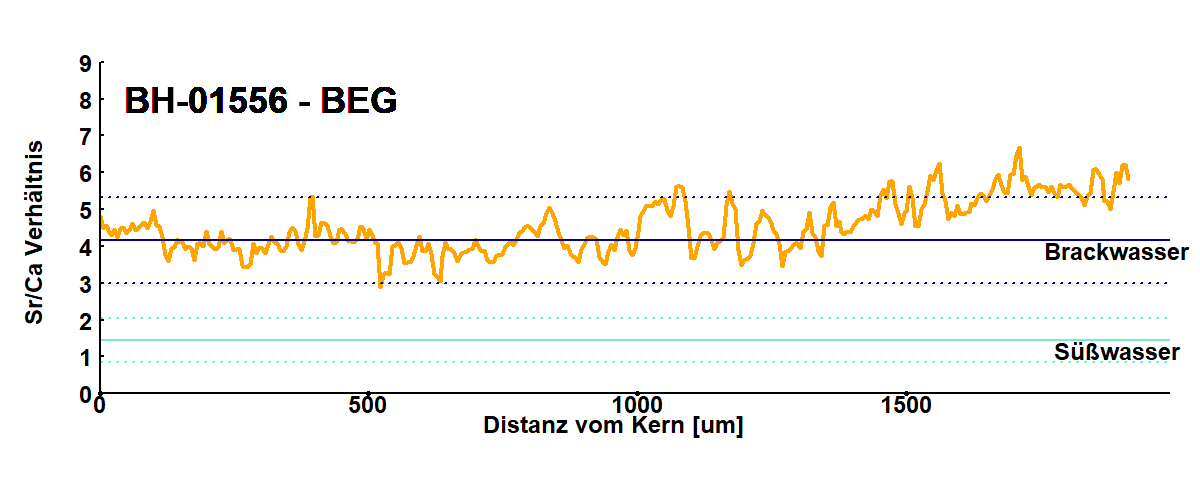 BH-01556 - BEG
Sr/Ca Verhältnis
9
8
7
6
5
4
3
2
1
0
Brackwasser
Süßwasser
0 500 1000 1500
Distanz vom Kern [um]